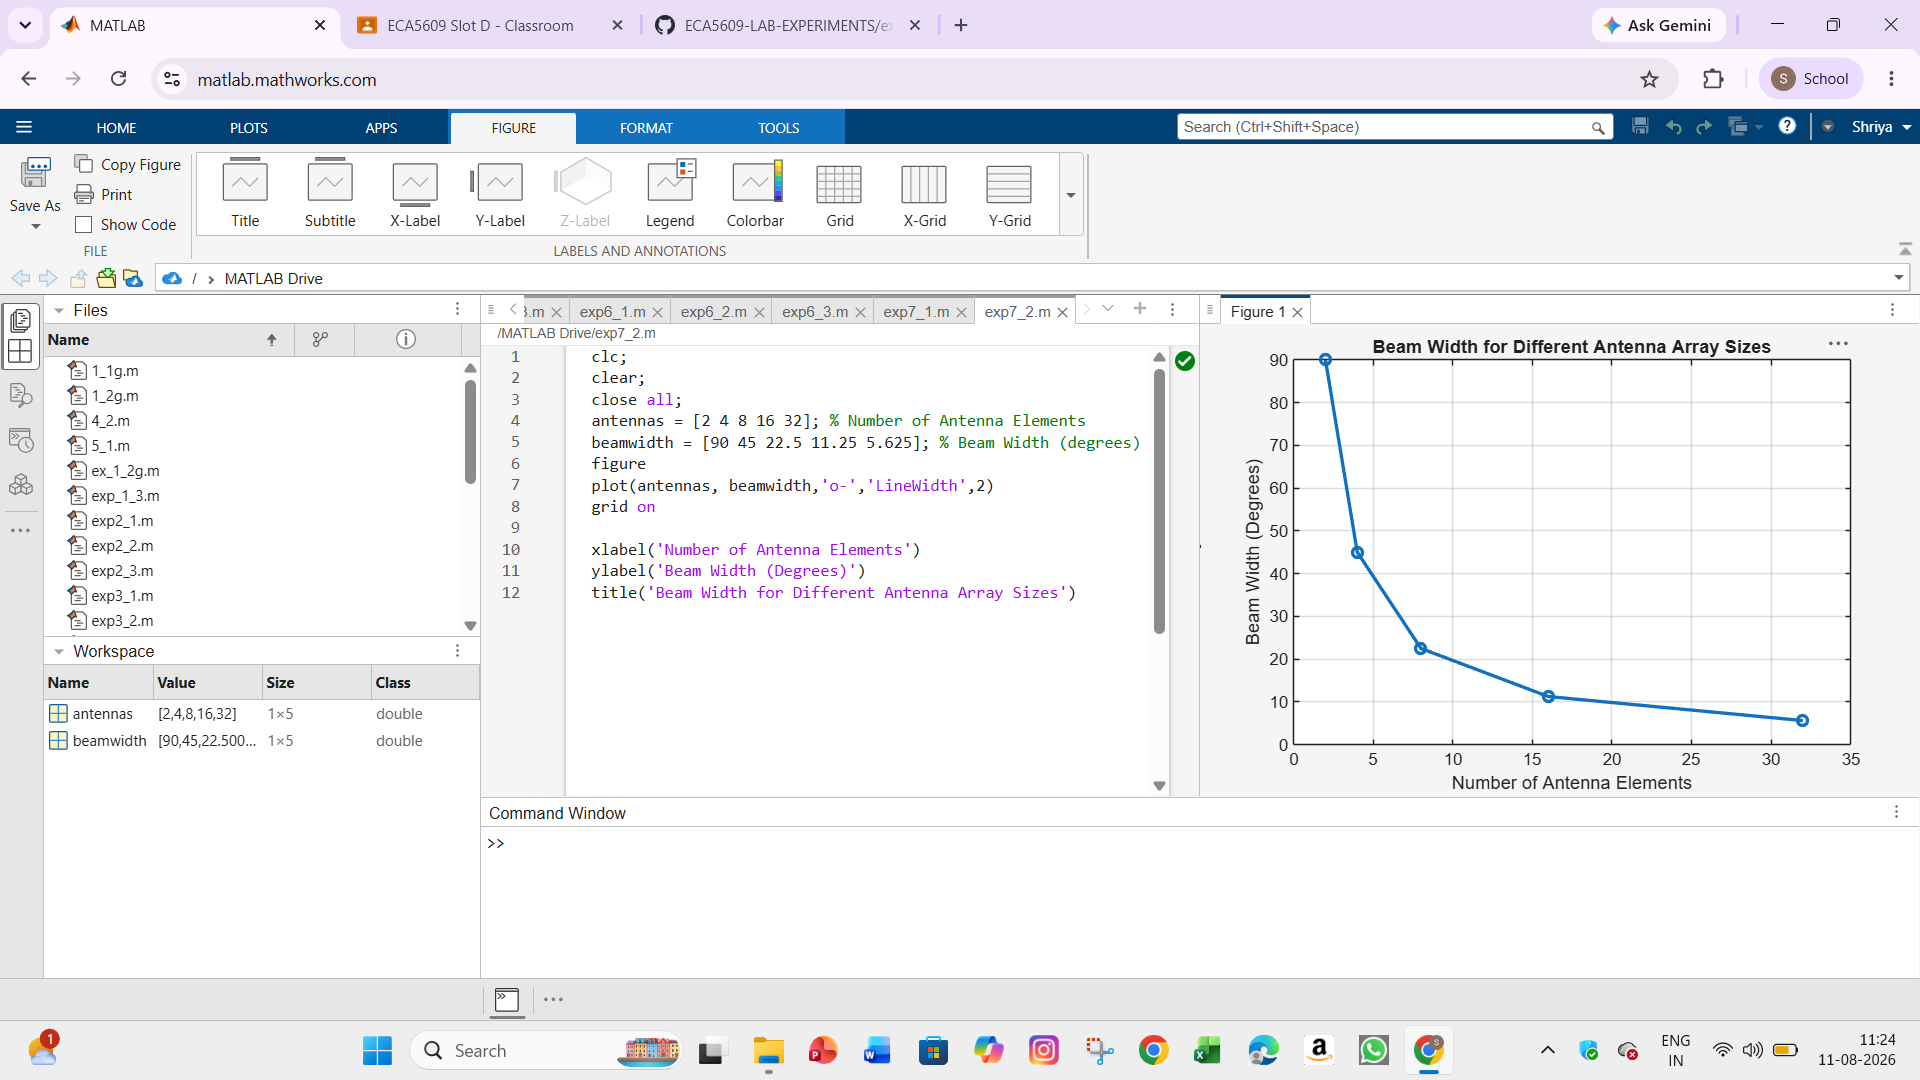 MATLAB
ECA5609 Slot D - Classroom
ECA5609-LAB-EXPERIMENTS/ex
Ask Gemini
matlab.mathworks.com
S
School
HOME
PLOTS
APPS
FIGURE
FORMAT
TOOLS
Search (Ctrl+Shift+Space)
Shriya
Save As
Copy Figure
Print
Show Code
FILE
Title
Subtitle
X-Label
Y-Label
Z-Label
Legend
Colorbar
Grid
X-Grid
Y-Grid
LABELS AND ANNOTATIONS
/ › MATLAB Drive
Files
Name
1_1g.m
1_2g.m
4_2.m
5_1.m
ex_1_2g.m
exp_1_3.m
exp2_1.m
exp2_2.m
exp2_3.m
exp3_1.m
exp3_2.m
Workspace
Name Value Size Class
antennas [2,4,8,16,32] 1×5 double
beamwidth [90,45,22.500... 1×5 double
3.m
exp6_1.m
exp6_2.m
exp6_3.m
exp7_1.m
exp7_2.m
/MATLAB Drive/exp7_2.m
1 clc;
2 clear;
3 close all;
4 antennas = [2 4 8 16 32]; % Number of Antenna Elements
5 beamwidth = [90 45 22.5 11.25 5.625]; % Beam Width (degrees)
6 figure
7 plot(antennas, beamwidth,'o-','LineWidth',2)
8 grid on
9
10 xlabel('Number of Antenna Elements')
11 ylabel('Beam Width (Degrees)')
12 title('Beam Width for Different Antenna Array Sizes')
Figure 1
Beam Width for Different Antenna Array Sizes
90
80
70
60
50
40
30
20
10
0
Beam Width (Degrees)
0 5 10 15 20 25 30 35
Number of Antenna Elements
Command Window
>>
1
Search
ENG
IN
11:24
11-08-2026